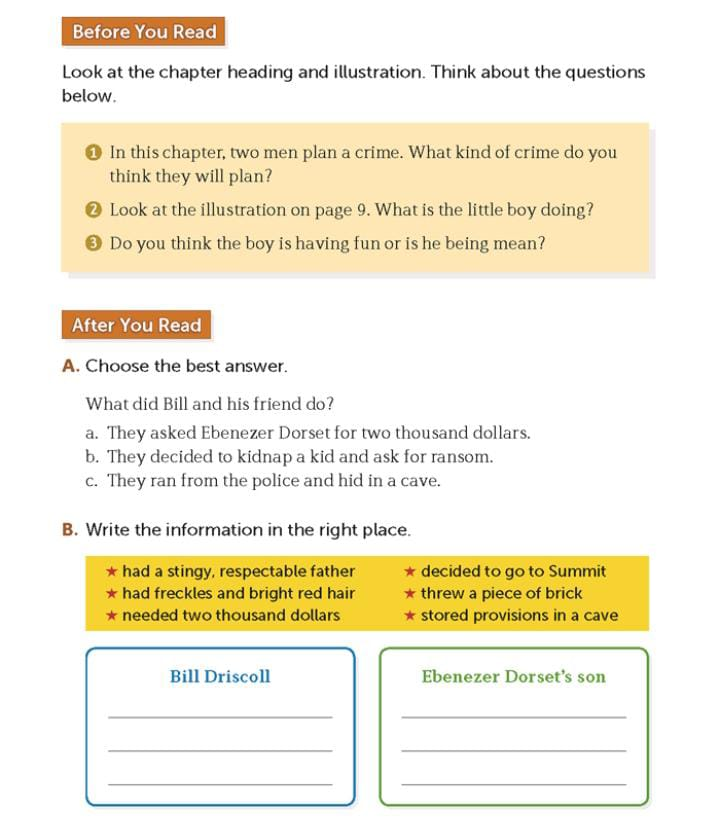 Before You Read
Look at the chapter heading and illustration. Think about the questions
below.
1 In this chapter, two men plan a crime. What kind of crime do you
think they will plan?
2 Look at the illustration on page 9. What is the little boy doing?
3 Do you think the boy is having fun or is he being mean?
After You Read
A. Choose the best answer.
What did Bill and his friend do?
a. They asked Ebenezer Dorset for two thousand dollars.
b. They decided to kidnap a kid and ask for ransom.
c. They ran from the police and hid in a cave.
B. Write the information in the right place.
★ had a stingy, respectable father
★ had freckles and bright red hair
★ needed two thousand dollars
★ decided to go to Summit
★ threw a piece of brick
★ stored provisions in a cave
Bill Driscoll
Ebenezer Dorset's son